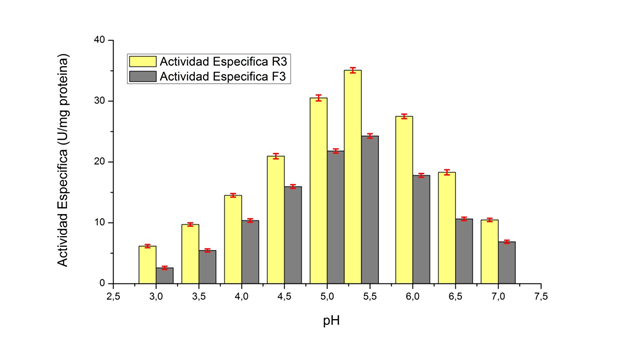 Actividad Especifica (U/mg proteina)
40
30
20
10
0
Actividad Especifica R3
Actividad Especifica F3
2,5 3,0 3,5 4,0 4,5 5,0 5,5 6,0 6,5 7,0 7,5
pH